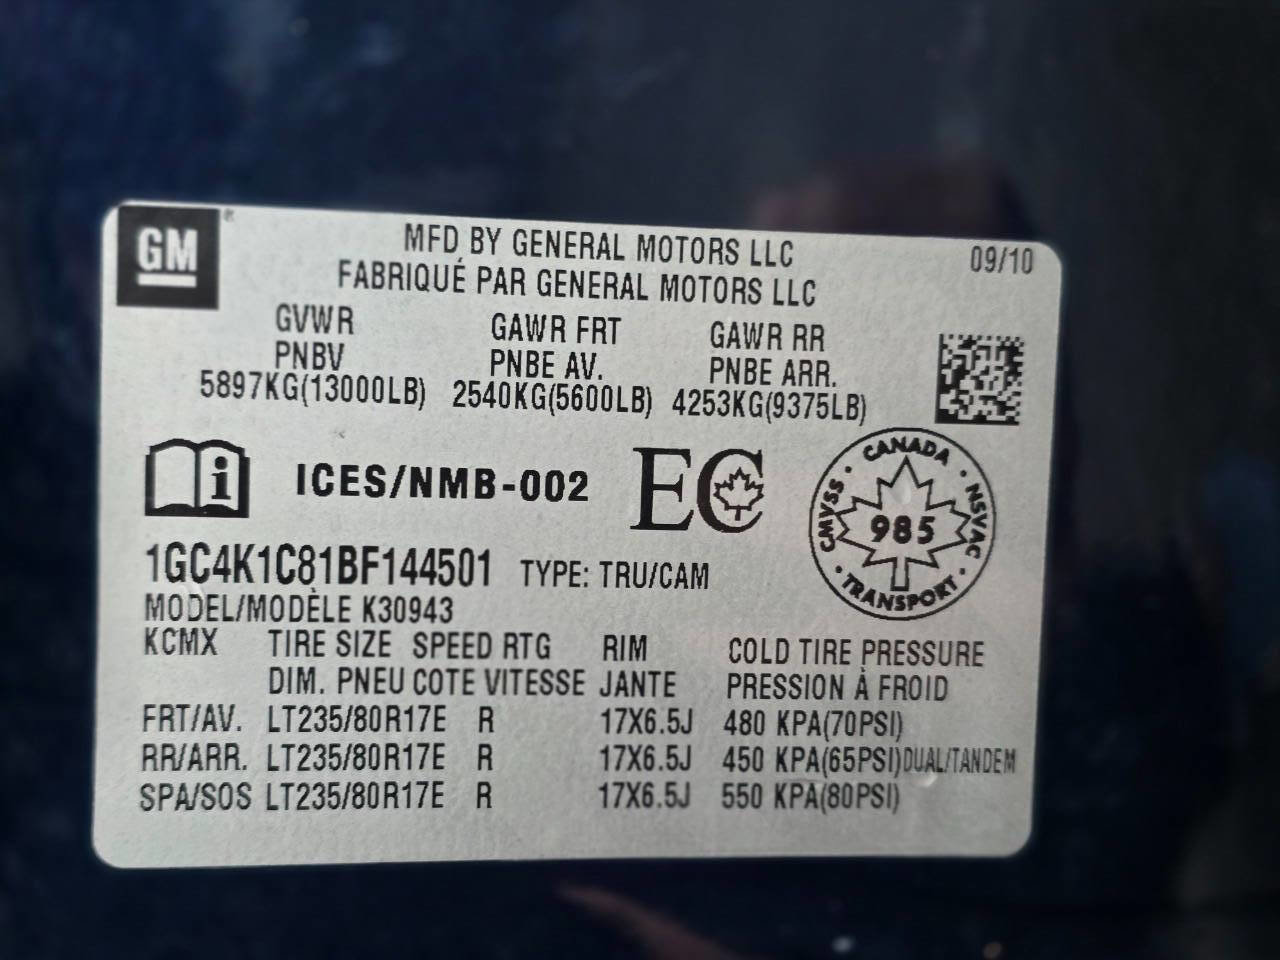 GM ®
MFD BY GENERAL MOTORS LLC 09/10
FABRIQUÉ PAR GENERAL MOTORS LLC
GVWR GAWR FRT GAWR RR
PNBV PNBE AV. PNBE ARR.
5897KG(13000LB) 2540KG(5600LB) 4253KG(9375LB)
i ICES/NMB-002 EC
CANADA
CMVSS 985 NSVAC
TRANSPORT
1GC4K1C81BF144501 TYPE: TRU/CAM
MODEL/MODÈLE K30943
KCMX TIRE SIZE SPEED RTG RIM COLD TIRE PRESSURE
DIM. PNEU COTE VITESSE JANTE PRESSION À FROID
FRT/AV. LT235/80R17E R 17X6.5J 480 KPA(70PSI)
RR/ARR. LT235/80R17E R 17X6.5J 450 KPA(65PSI)DUAL/TANDEM
SPA/SOS LT235/80R17E R 17X6.5J 550 KPA(80PSI)